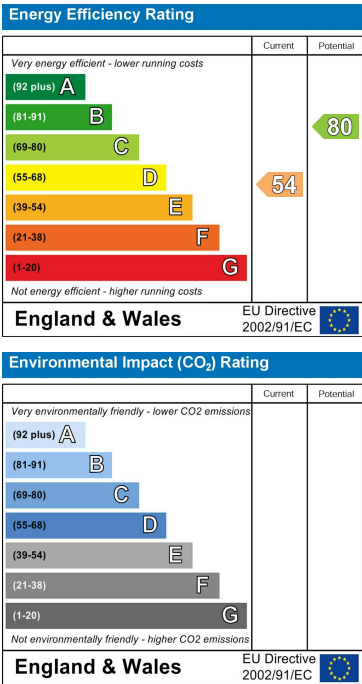 Energy Efficiency Rating
Current Potential
Very energy efficient - lower running costs
(92 plus) A
(81-91) B
(69-80) C
(55-68) D
(39-54) E
(21-38) F
(1-20) G
80
54
Not energy efficient - higher running costs
England & Wales
EU Directive
2002/91/EC
Environmental Impact (CO₂) Rating
Current Potential
Very environmentally friendly - lower CO2 emissions
(92 plus) A
(81-91) B
(69-80) C
(55-68) D
(39-54) E
(21-38) F
(1-20) G
Not environmentally friendly - higher CO2 emissions
England & Wales
EU Directive
2002/91/EC